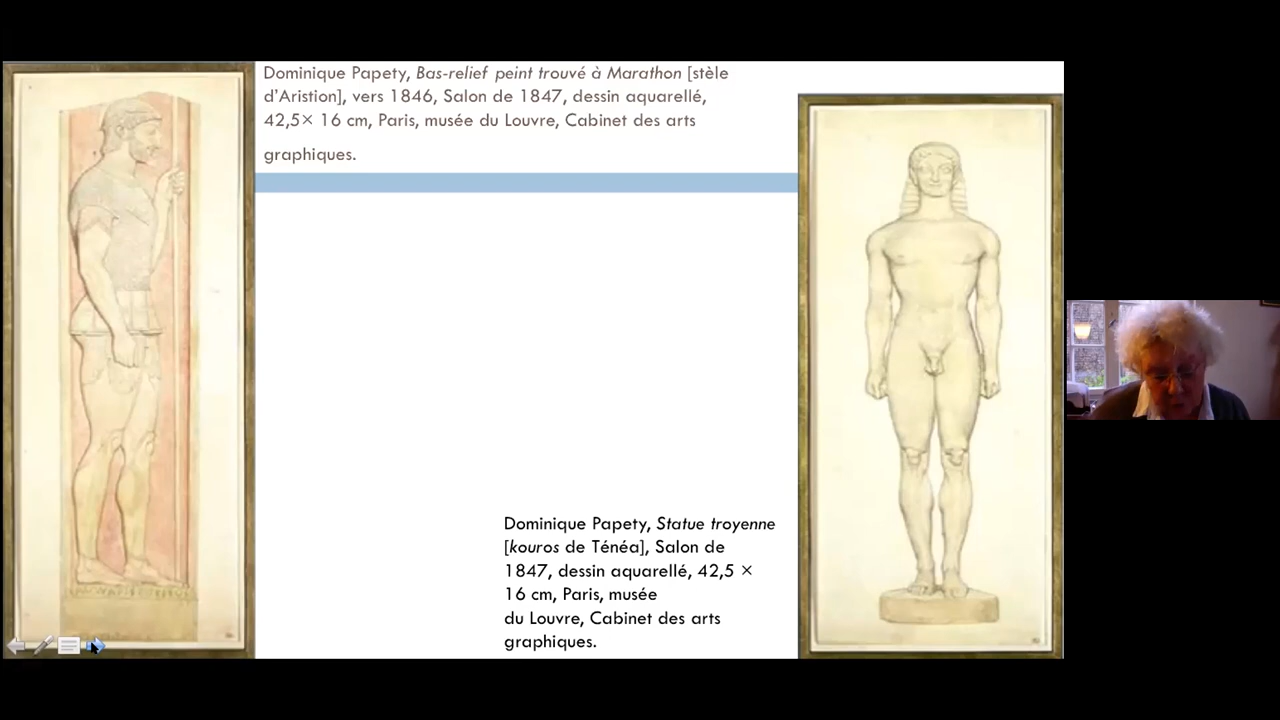 Dominique Papety, Bas-relief peint trouvé à Marathon [stèle
d'Aristion], vers 1846, Salon de 1847, dessin aquarellé,
42,5× 16 cm, Paris, musée du Louvre, Cabinet des arts
graphiques.
Dominique Papety, Statue troyenne
[kouros de Ténéa], Salon de
1847, dessin aquarellé, 42,5 ×
16 cm, Paris, musée
du Louvre, Cabinet des arts
graphiques.